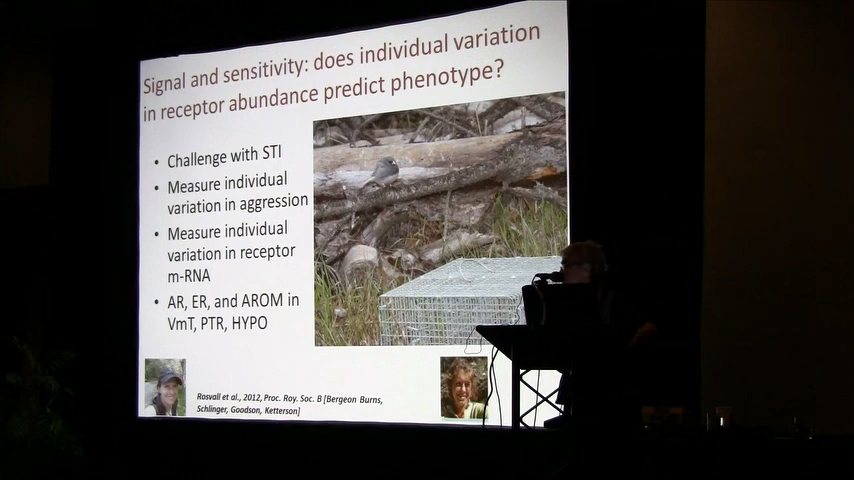 Signal and sensitivity: does individual variation
in receptor abundance predict phenotype?
• Challenge with STI
• Measure individual
variation in aggression
• Measure individual
variation in receptor
m-RNA
• AR, ER, and AROM in
VmT, PTR, HYPO
Rosvall et al., 2012, Proc. Roy. Soc. B [Bergeon Burns,
Schlinger, Goodson, Ketterson]